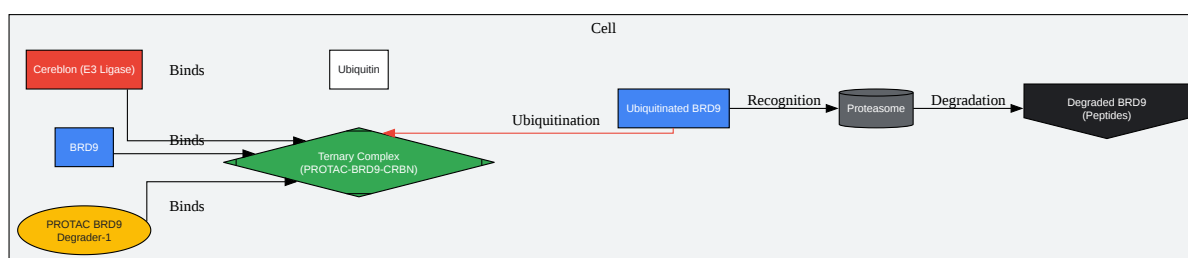 Cell
Cereblon (E3 Ligase)
Binds
Ubiquitin
Ubiquitinated BRD9
Recognition
Proteasome
Degradation
Degraded BRD9
(Peptides)
Ubiquitination
BRD9
Binds
Ternary Complex
(PROTAC-BRD9-CRBN)
Binds
PROTAC BRD9
Degrader-1